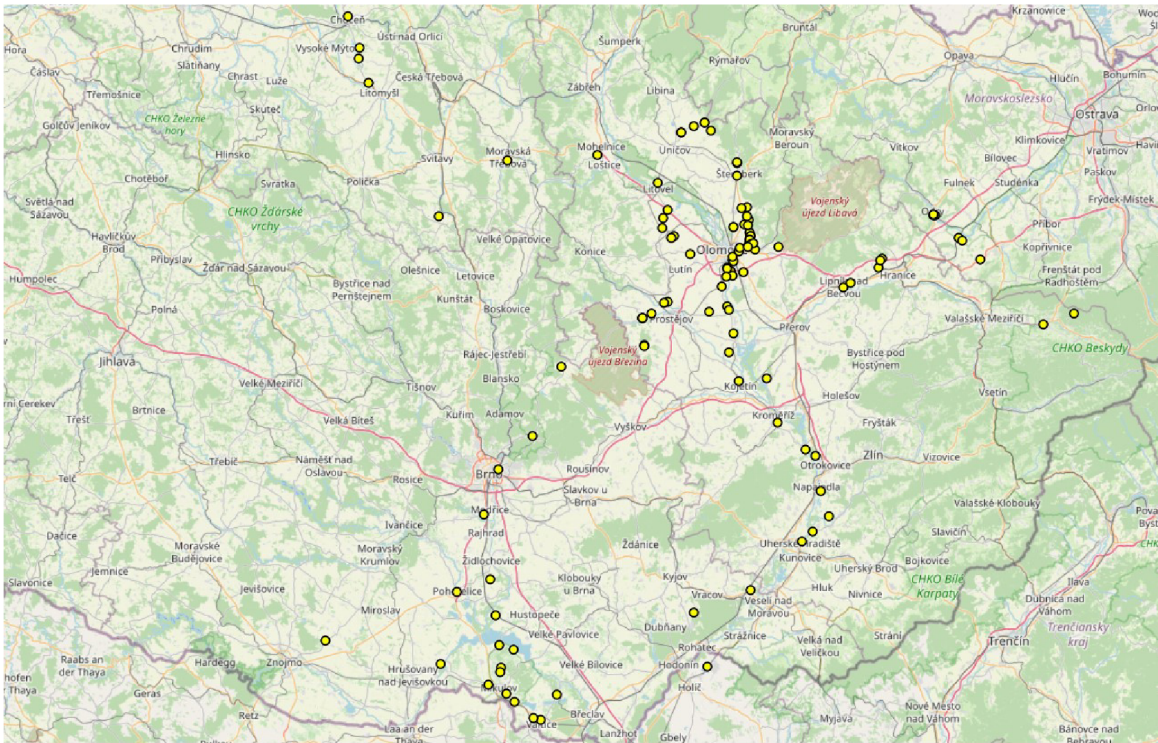 Krzanowice
Wod
Choceň
Ústí nad Orlicí
Šumperk
Bruntál
Hora
Chrudim
Vysoké Mýto
Rýmařov
Opava
Slatiňany
Bohumín
Čáslav
Chrast
Luže
Česká Třebová
Zábřeh
Libina
Hlučín
Třemošnice
Litomyšl
Moravskoslezsko
Skuteč
Ostrava
Golčův Jeníkov
CHKO Železné hory
Moravský Beroun
Klimkovice
Hlinsko
Svitavy
Moravská Třebová
Mohelnice
Uničov
Vítkov
Bílovec
Vratimov
Loštice
Chotěboř
Polička
Šternberk
Fulnek
Studénka
Paskov
Svratka
Litovel
Vojenský újezd Libavá
Frýdek-Místek
Světlá nad Sázavou
CHKO Žďárské vrchy
Příbor
Havlíčkův Brod
Velké Opatovice
Konice
Olomouc
Kopřivnice
Přibyslav
Žďár nad Sázavou
Olešnice
Letovice
Lutín
Hranice
Humpolec
Bystřice nad Pernštejnem
Lipník nad Bečvou
Frenštát pod Radhoštěm
Kunštát
Boskovice
Polná
Prostějov
Přerov
Valašské Meziříčí
Jihlava
Rájec-Jestřebí
Vojenský újezd Březina
Bystřice pod Hostýnem
CHKO Beskydy
Blansko
Velké Meziříčí
Tišnov
Kojetín
Holešov
Vsetín
Brtnice
Kuřim
Adamov
Kroměříž
Třešť
Velká Bíteš
Vyškov
Fryšták
Třebíč
Náměšť nad Oslavou
Brno
Rousínov
Otrokovice
Zlín
Vizovice
Telč
Rosice
Slavkov u Brna
Napajedla
Valašské Klobouky
Ivančice
Modřice
Dačice
Rajhrad
Slavičín
Moravské Budějovice
Moravský Krumlov
Ždánice
Uherské Hradiště
Kunovice
Bojkovice
Židlochovice
Jemnice
Uherský Brod
Slavonice
Jevišovice
Pohořelice
Klobouky u Brna
Kyjov
Hluk
Nivnice
CHKO Bílé Karpaty
Ilava
Miroslav
Vracov
Veselí nad Moravou
Dubnica nad Váhom
Hustopeče
Dubňany
Velké Pavlovice
Strážnice
Velká nad Veličkou
Strání
Trenčín
Trenčiansky kraj
Raabs an der Thaya
Hardegg
Znojmo
Hrušovany nad Jevišovkou
Velké Bílovice
Rohatec
Hodonín
Holíč
Mikulov
Geras
Retz
Valtice
Břeclav
Nové Mesto nad Váhom
Myjava
Laa an der Thaya
Lanžhot
Gbely
Bánovce nad Bebravou